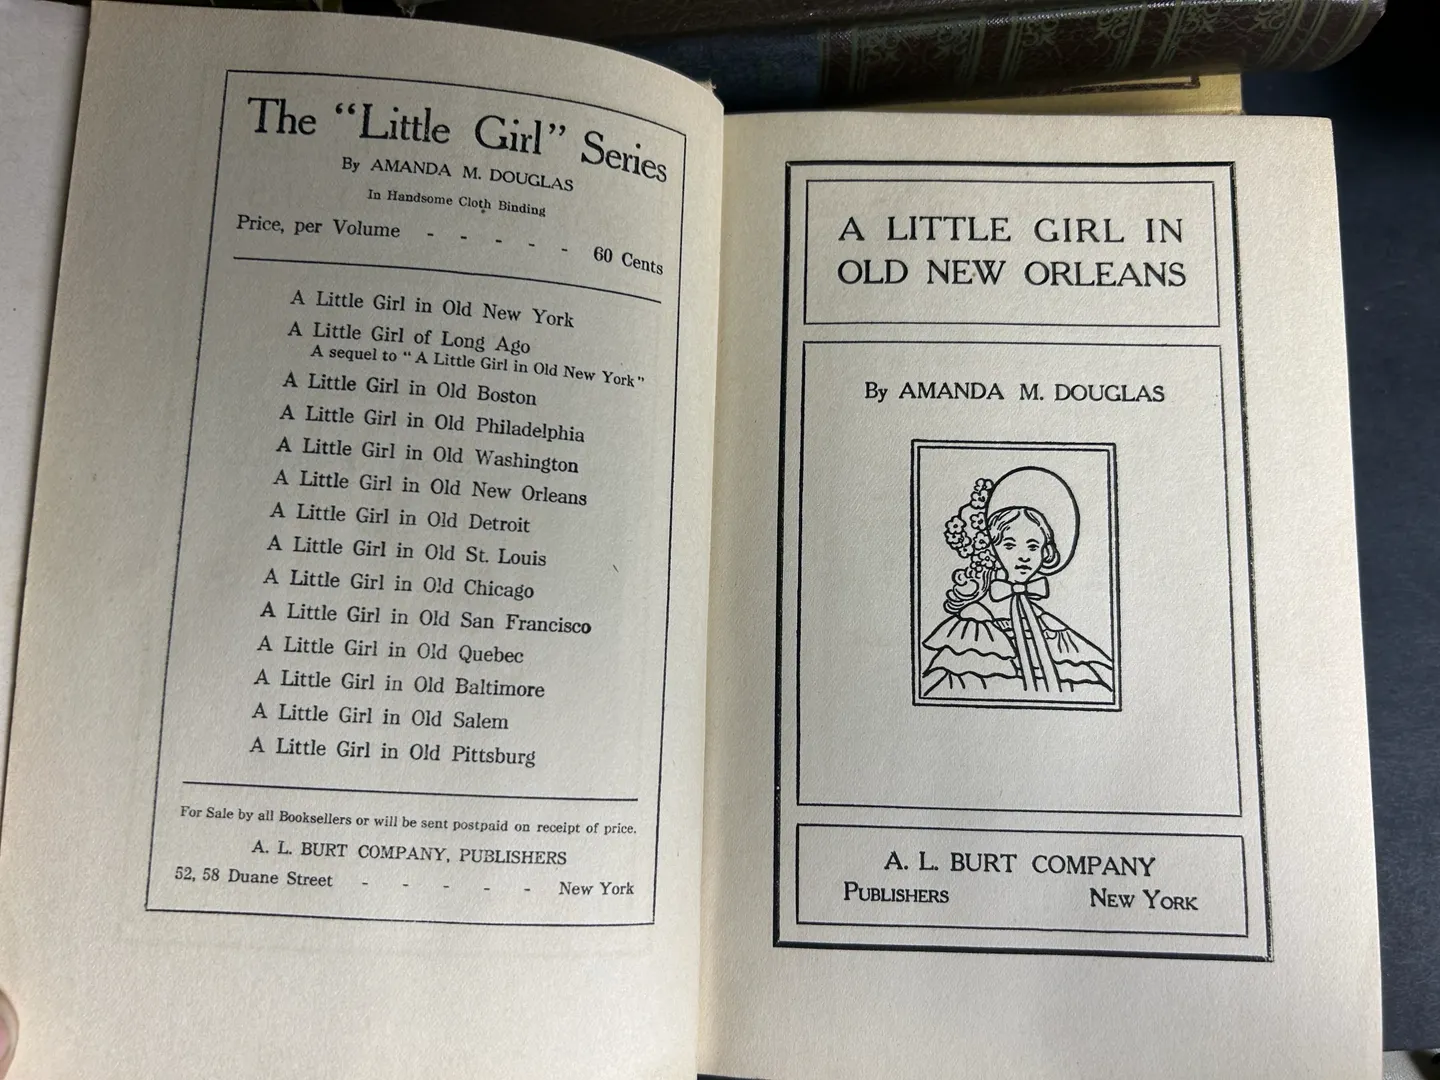 The "Little Girl" Series
By AMANDA M. DOUGLAS
In Handsome Cloth Binding
Price, per Volume - - - - - 60 Cents
A Little Girl in Old New York
A Little Girl of Long Ago
A sequel to "A Little Girl in Old New York"
A Little Girl in Old Boston
A Little Girl in Old Philadelphia
A Little Girl in Old Washington
A Little Girl in Old New Orleans
A Little Girl in Old Detroit
A Little Girl in Old St. Louis
A Little Girl in Old Chicago
A Little Girl in Old San Francisco
A Little Girl in Old Quebec
A Little Girl in Old Baltimore
A Little Girl in Old Salem
A Little Girl in Old Pittsburg
For Sale by all Booksellers or will be sent postpaid on receipt of price.
A. L. BURT COMPANY, PUBLISHERS
52, 58 Duane Street - - - - - New York
A LITTLE GIRL IN
OLD NEW ORLEANS
By AMANDA M. DOUGLAS
A. L. BURT COMPANY
PUBLISHERS NEW YORK